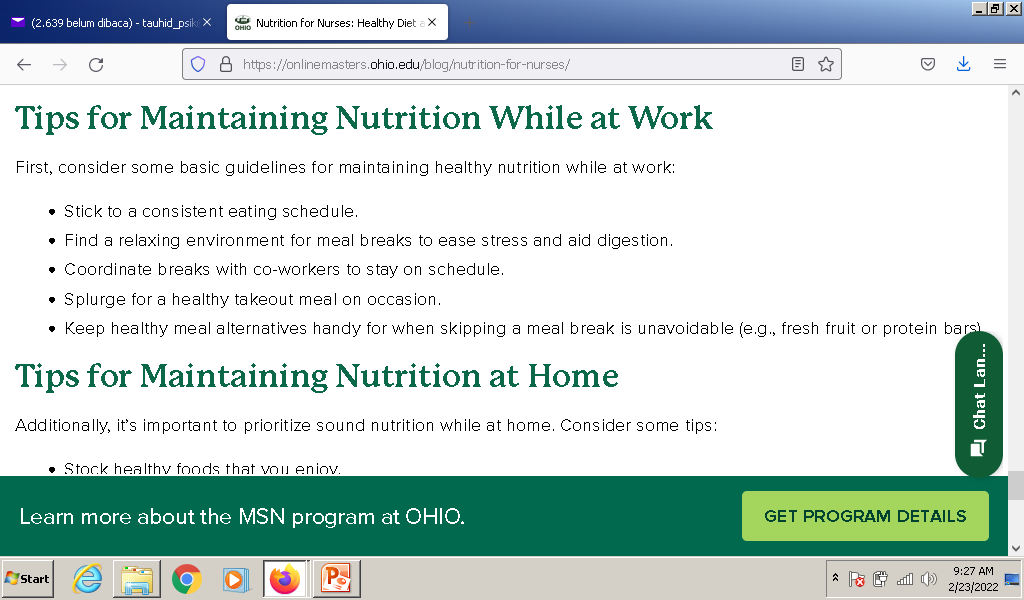 (2.639 belum dibaca) - tauhid_psik
Nutrition for Nurses: Healthy Diet a
OHIO
https://onlinemasters.ohio.edu/blog/nutrition-for-nurses/
Tips for Maintaining Nutrition While at Work
First, consider some basic guidelines for maintaining healthy nutrition while at work:
Stick to a consistent eating schedule.
Find a relaxing environment for meal breaks to ease stress and aid digestion.
Coordinate breaks with co-workers to stay on schedule.
Splurge for a healthy takeout meal on occasion.
Keep healthy meal alternatives handy for when skipping a meal break is unavoidable (e.g., fresh fruit or protein bars).
Chat Lan...
Tips for Maintaining Nutrition at Home
Additionally, it's important to prioritize sound nutrition while at home. Consider some tips:
Stock healthy foods that you enjoy.
Learn more about the MSN program at OHIO.
GET PROGRAM DETAILS
Start
9:27 AM
2/23/2022